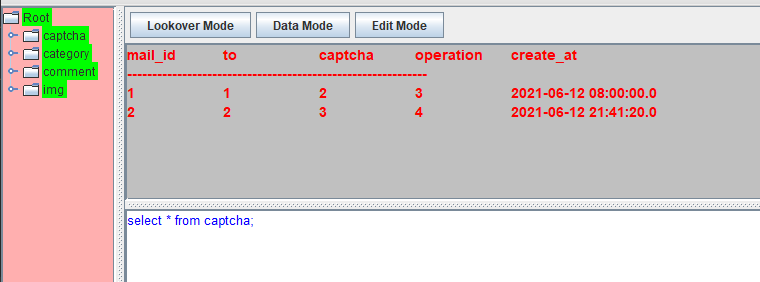 Root
captcha
category
comment
img
Lookover Mode Data Mode Edit Mode
mail_id to captcha operation create_at
------------------------------------------------------------
1 1 2 3 2021-06-12 08:00:00.0
2 2 3 4 2021-06-12 21:41:20.0
select * from captcha;